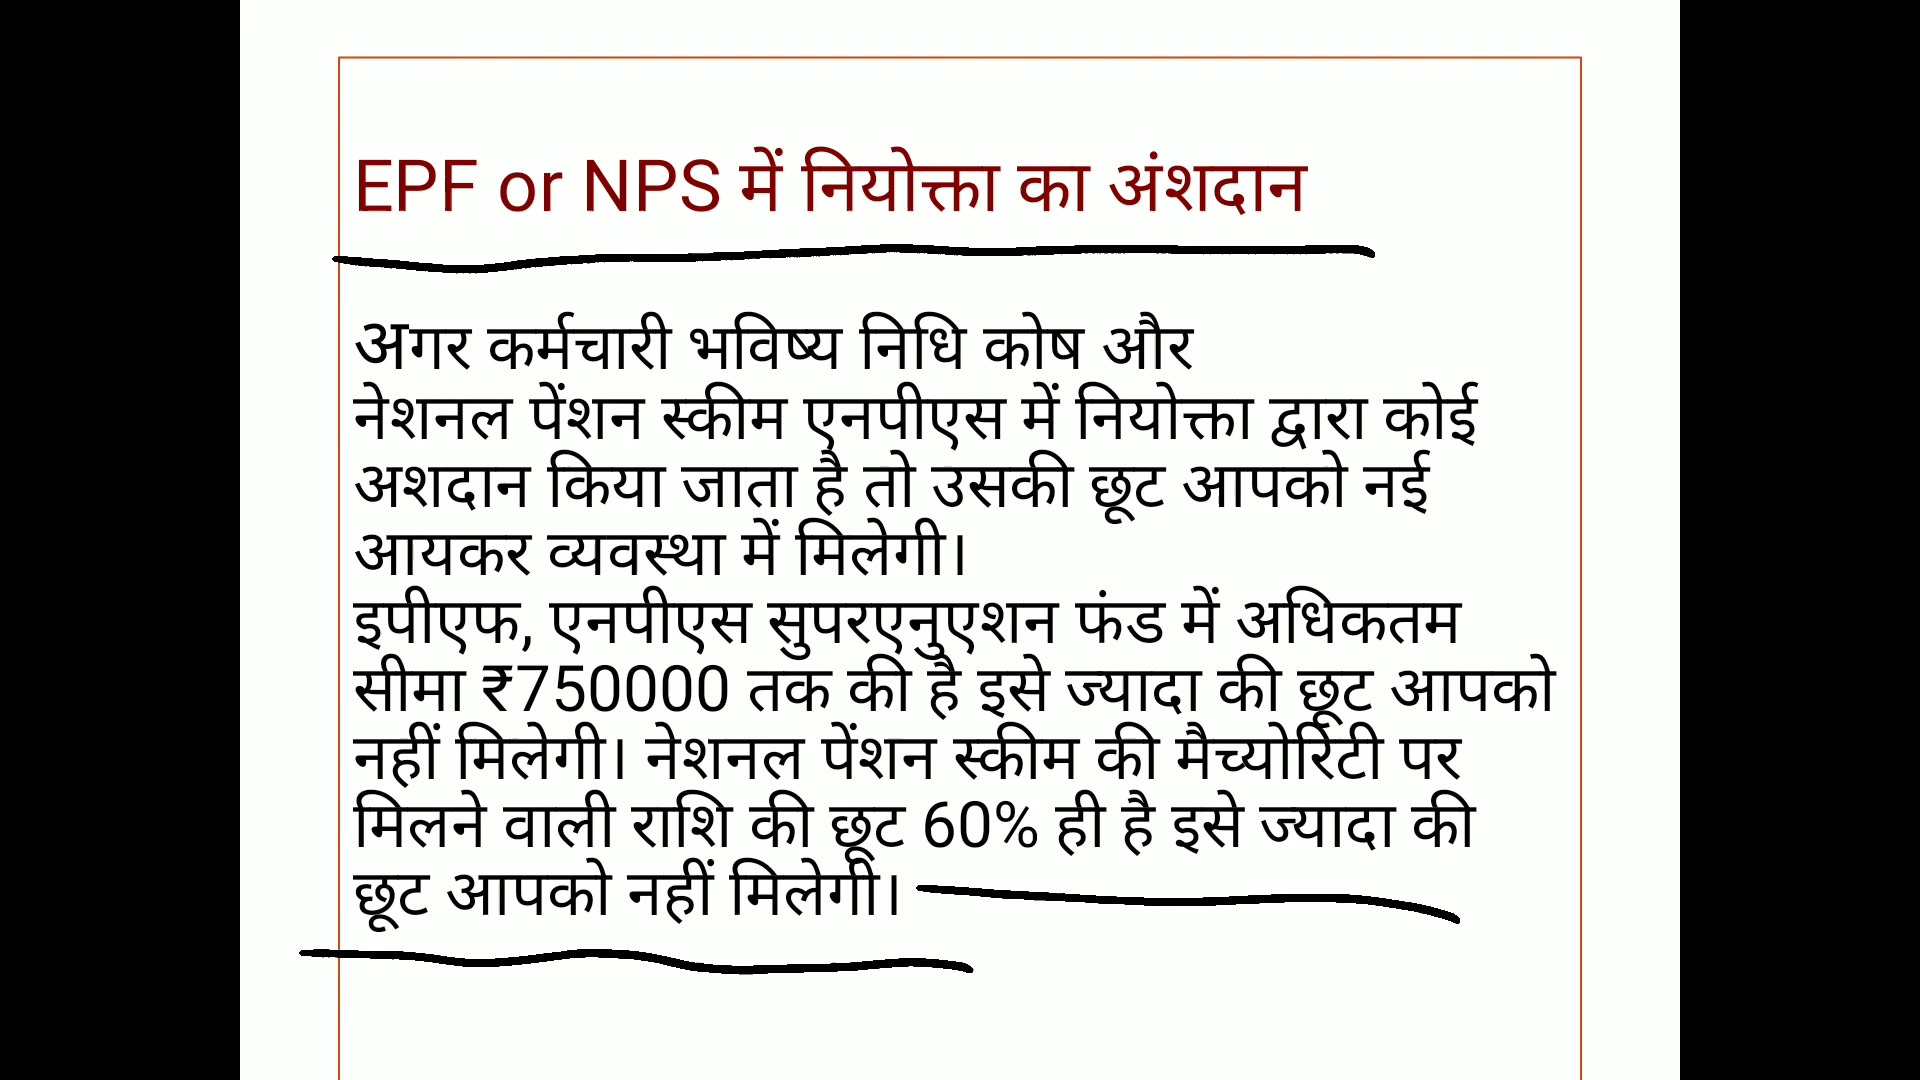 EPF or NPS में नियोक्ता का अंशदान
अगर कर्मचारी भविष्य निधि कोष और
नेशनल पेंशन स्कीम एनपीएस में नियोक्ता द्वारा कोई
अशदान किया जाता है तो उसकी छूट आपको नई
आयकर व्यवस्था में मिलेगी।
इपीएफ, एनपीएस सुपरएनुएशन फंड में अधिकतम
सीमा ₹750000 तक की है इसे ज्यादा की छूट आपको
नहीं मिलेगी। नेशनल पेंशन स्कीम की मैच्योरिटी पर
मिलने वाली राशि की छूट 60% ही है इसे ज्यादा की
छूट आपको नहीं मिलेगी।